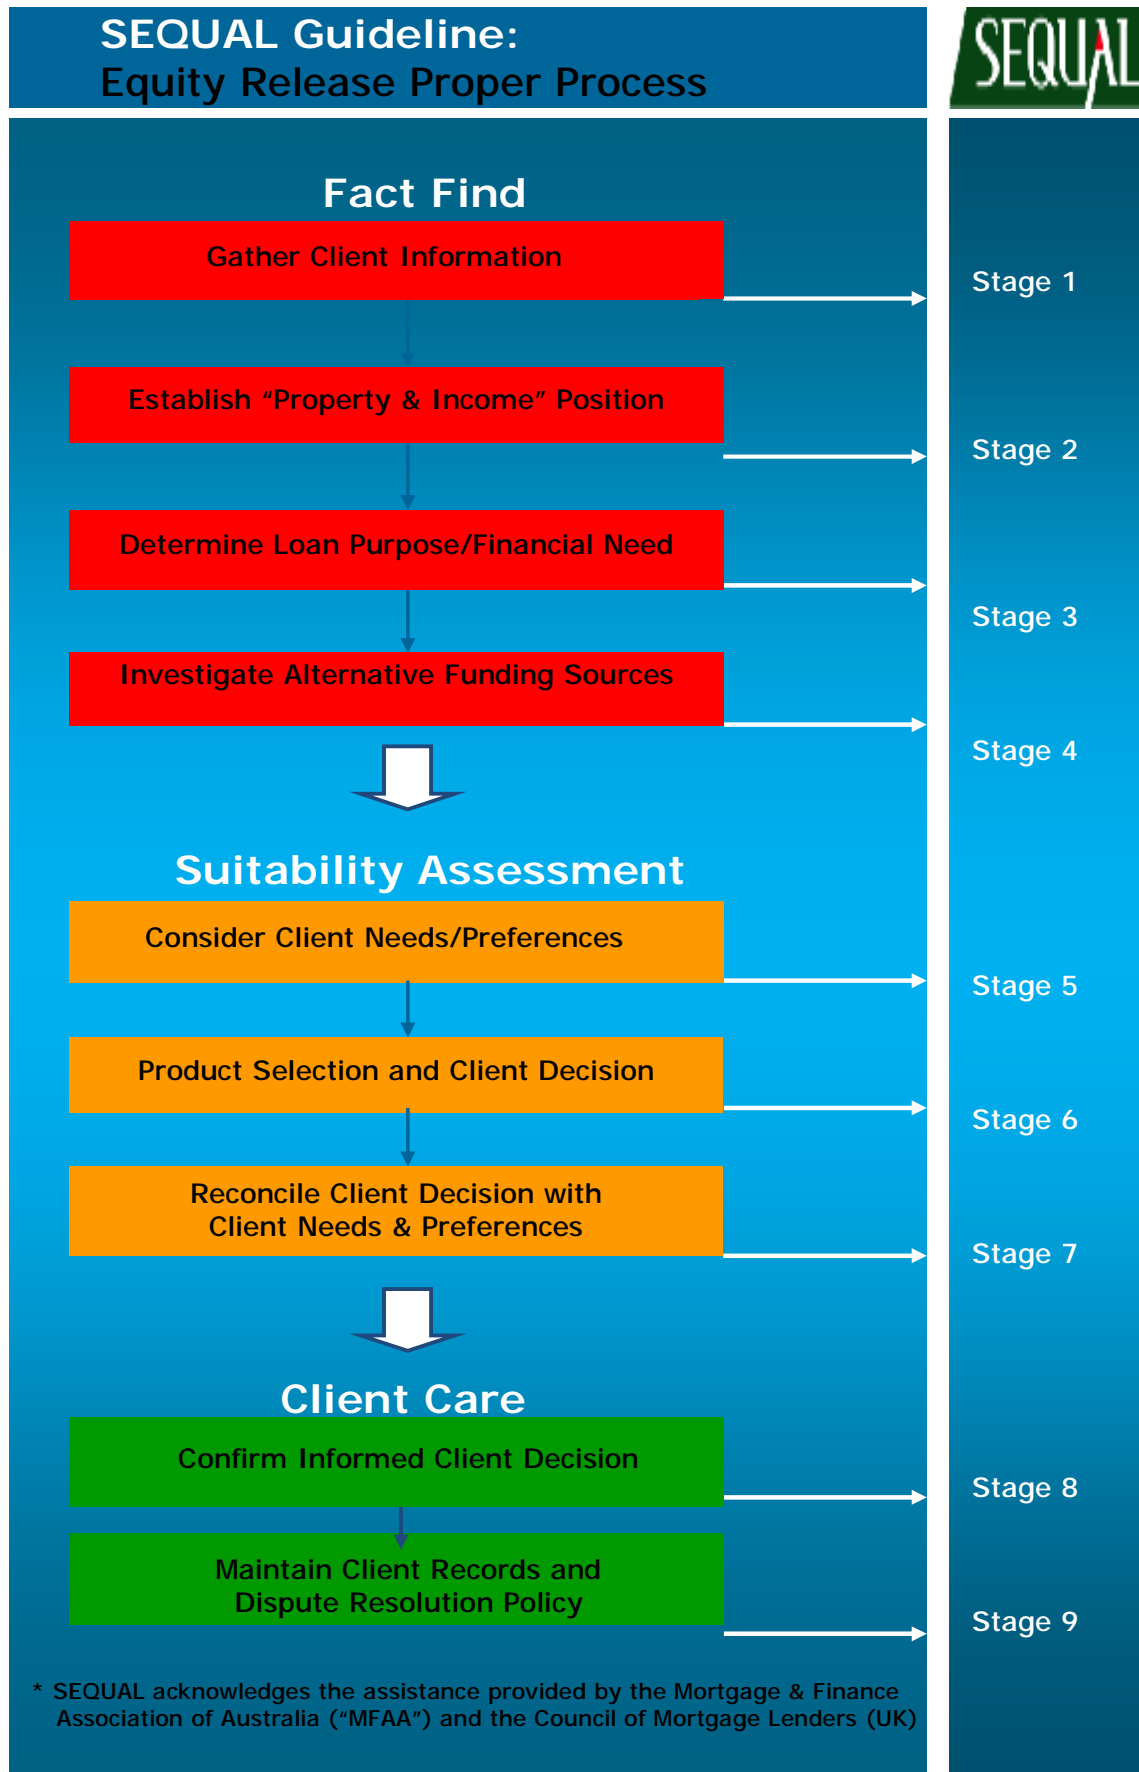 SEQUAL Guideline:
Equity Release Proper Process
SEQUAL
Fact Find
Gather Client Information
Stage 1
Establish “Property & Income” Position
Stage 2
Determine Loan Purpose/Financial Need
Stage 3
Investigate Alternative Funding Sources
Stage 4
Suitability Assessment
Consider Client Needs/Preferences
Stage 5
Product Selection and Client Decision
Stage 6
Reconcile Client Decision with
Client Needs & Preferences
Stage 7
Client Care
Confirm Informed Client Decision
Stage 8
Maintain Client Records and
Dispute Resolution Policy
Stage 9
* SEQUAL acknowledges the assistance provided by the Mortgage & Finance
Association of Australia (“MFAA”) and the Council of Mortgage Lenders (UK)